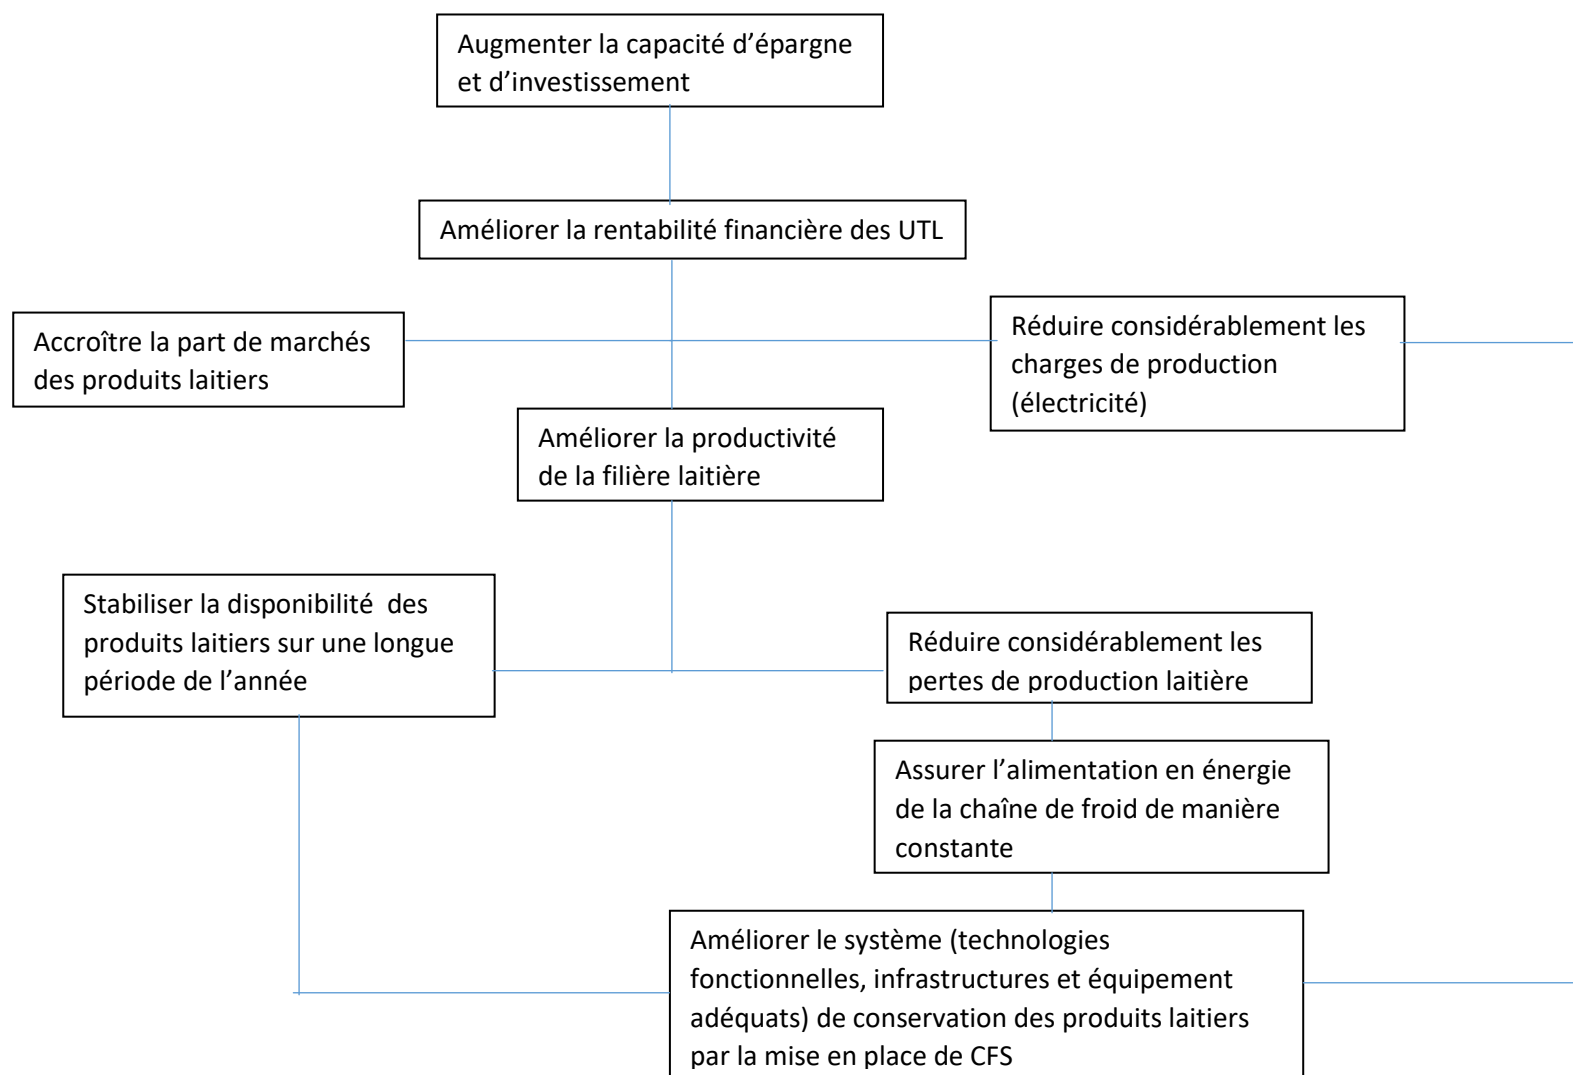 Augmenter la capacité d’épargne
et d’investissement
Améliorer la rentabilité financière des UTL
Accroître la part de marchés
des produits laitiers
Réduire considérablement les
charges de production
(électricité)
Améliorer la productivité
de la filière laitière
Stabiliser la disponibilité  des
produits laitiers sur une longue
période de l’année
Réduire considérablement les
pertes de production laitière
Assurer l’alimentation en énergie
de la chaîne de froid de manière
constante
Améliorer le système (technologies
fonctionnelles, infrastructures et équipement
adéquats) de conservation des produits laitiers
par la mise en place de CFS